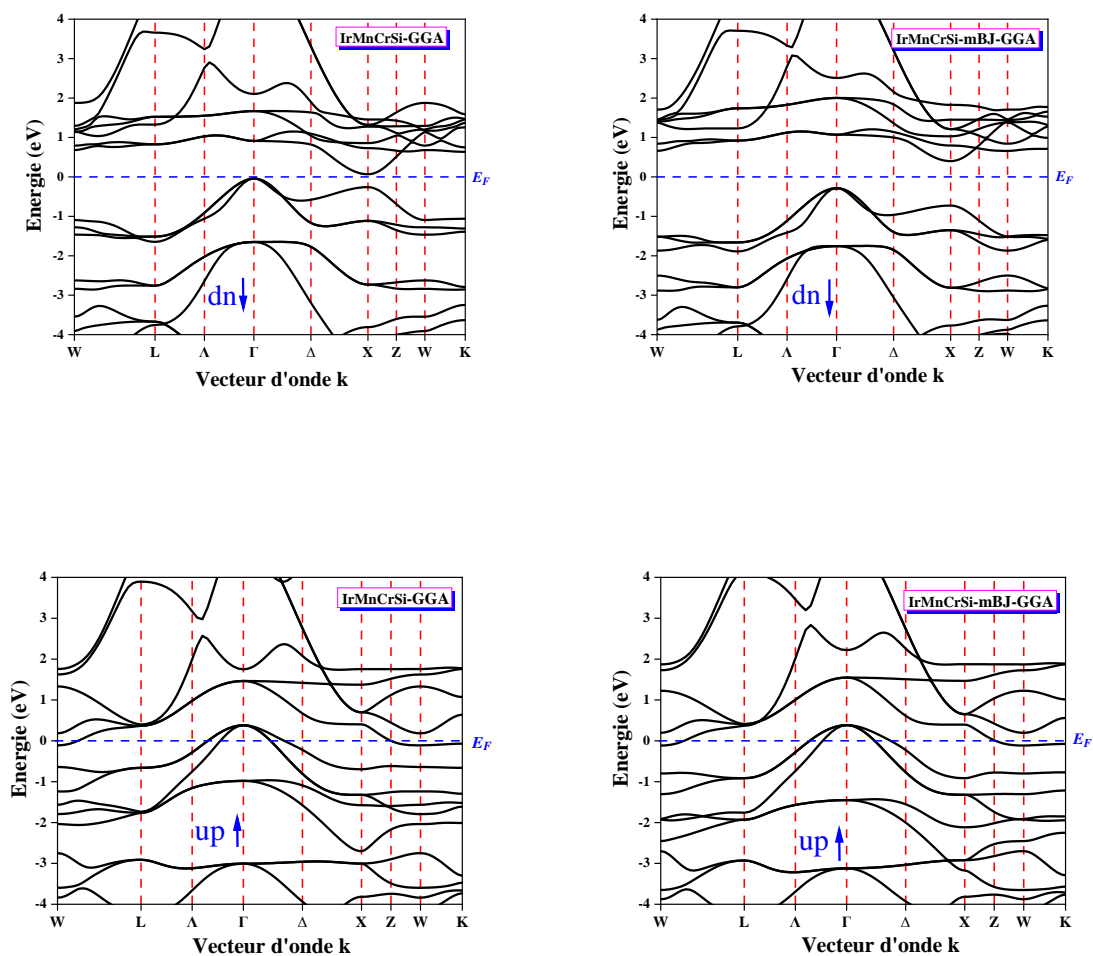 IrMnCrSi-GGA
Energie (eV)
4
3
2
1
0
-1
-2
-3
-4
E_F
dn
W L Λ Γ Δ X Z W K
Vecteur d'onde k
IrMnCrSi-mBJ-GGA
Energie (eV)
4
3
2
1
0
-1
-2
-3
-4
E_F
dn
W L Λ Γ Δ X Z W K
Vecteur d'onde k
IrMnCrSi-GGA
Energie (eV)
4
3
2
1
0
-1
-2
-3
-4
E_F
up
W L Λ Γ Δ X Z W K
Vecteur d'onde k
IrMnCrSi-mBJ-GGA
Energie (eV)
4
3
2
1
0
-1
-2
-3
-4
E_F
up
W L Λ Γ Δ X Z W K
Vecteur d'onde k